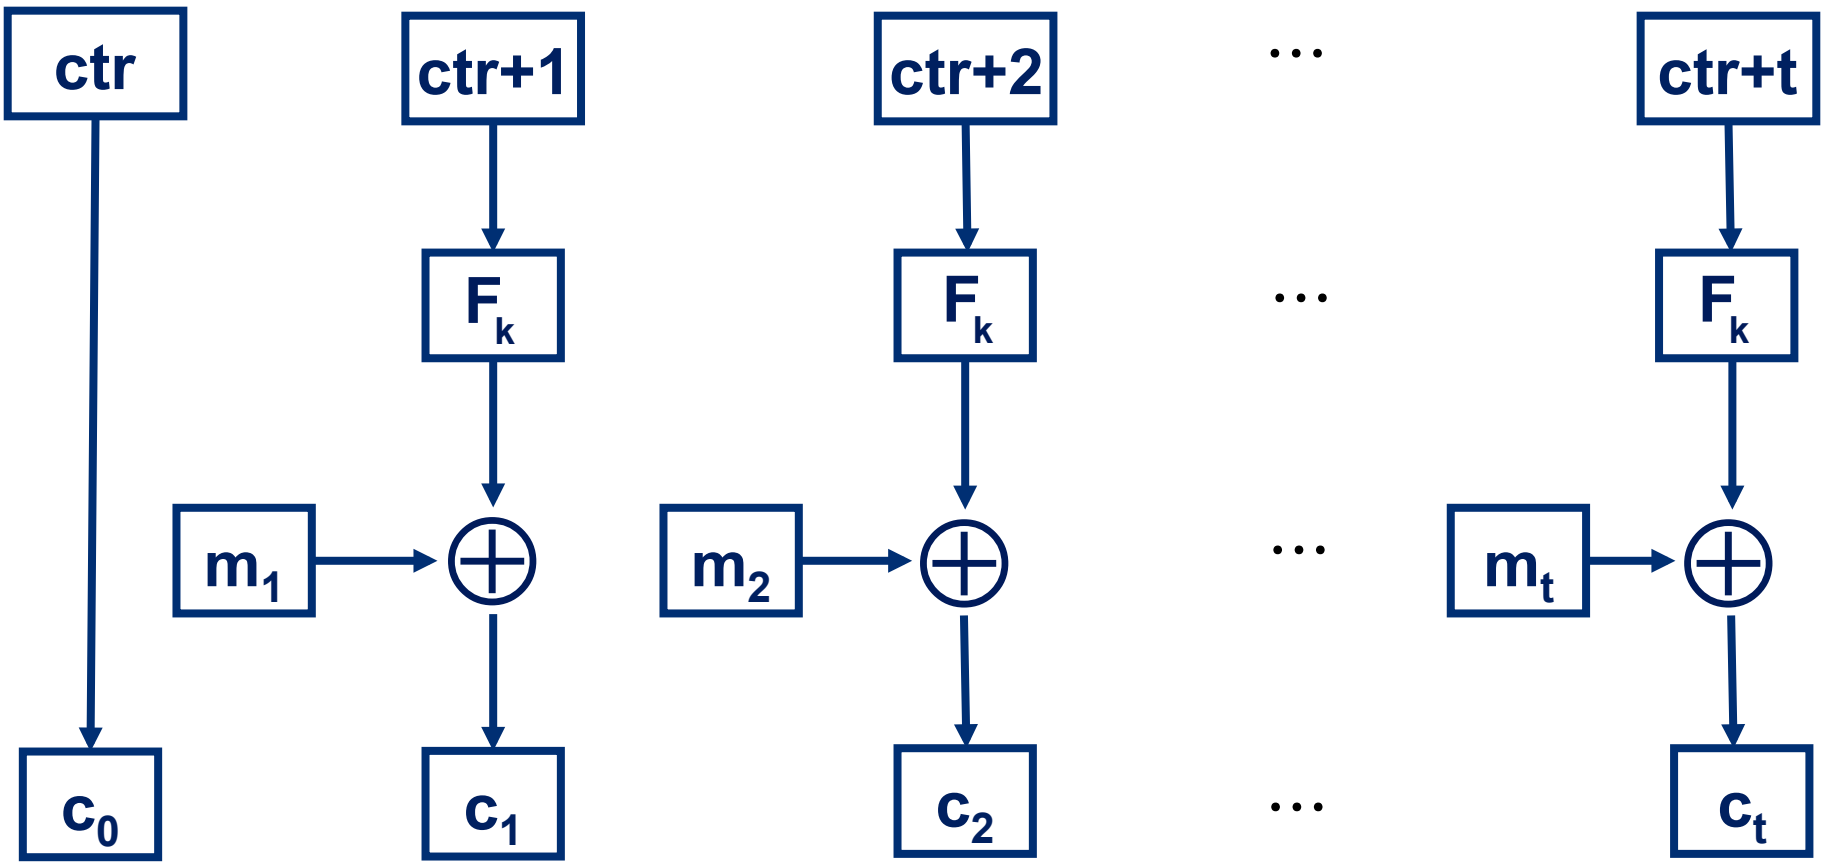 ctr ctr+1 ctr+2 ... ctr+t
Fk Fk ... Fk
m1 m2 ... mt
c0 c1 c2 ... ct